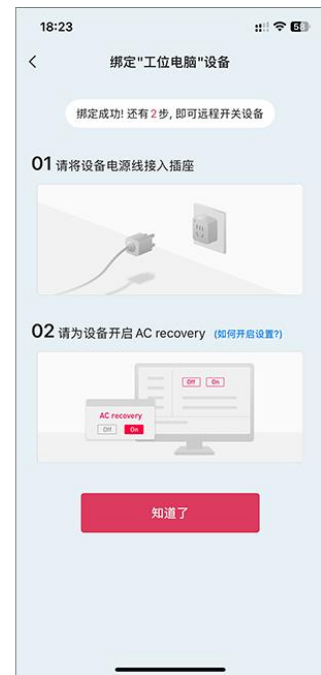 18:23
绑定"工位电脑"设备
绑定成功! 还有2步, 即可远程开关设备
01 请将设备电源线接入插座
02 请为设备开启 AC recovery (如何开启设置?)
Off On
AC recovery
Off On
知道了